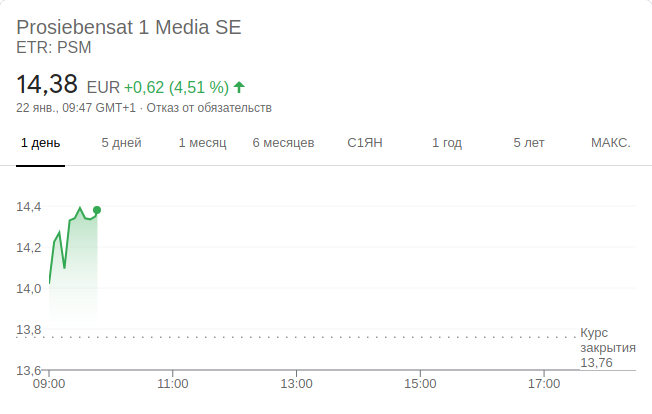 Prosiebensat 1 Media SE
ETR: PSM
14,38 EUR +0,62 (4,51 %)
22 янв., 09:47 GMT+1 · Отказ от обязательств
1 день 5 дней 1 месяц 6 месяцев С1ЯН 1 год 5 лет МАКС.
14,4
14,2
14,0
13,8
Курс
закрытия
13,76
13,6
09:00 11:00 13:00 15:00 17:00